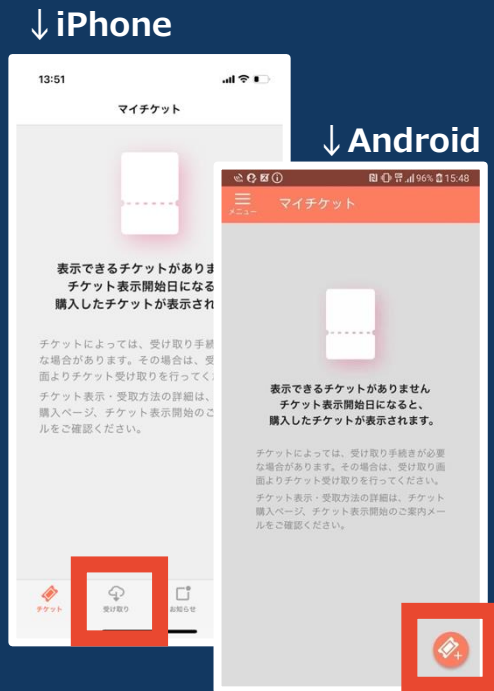 ↓iPhone
13:51
マイチケット
表示できるチケットがありま
チケット表示開始日になる
購入したチケットが表示され
チケットによっては、受け取り手続
な場合があります。その場合は、受
面よりチケット受け取りを行ってく
チケット表示・受取方法の詳細は、
購入ページ、チケット表示開始のご
ルをご確認ください。
チケット
受け取り
お知らせ
↓Android
96% 15:48
メニュー
マイチケット
表示できるチケットがありません
チケット表示開始日になると、
購入したチケットが表示されます。
チケットによっては、受け取り手続きが必要
な場合があります。その場合は、受け取り画
面よりチケット受け取りを行ってください。
チケット表示・受取方法の詳細は、チケット
購入ページ、チケット表示開始のご案内メー
ルをご確認ください。